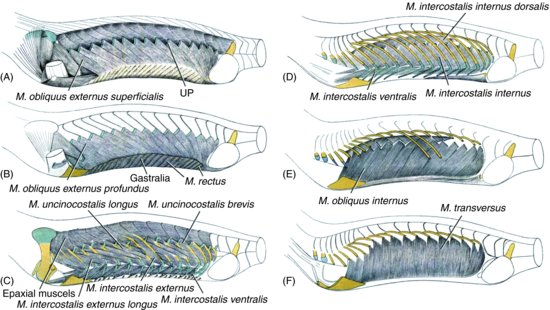 (A)
M. obliquus externus superficialis
UP
(B)
Gastralia
M. rectus
M. obliquus externus profundus
M. uncinocostalis longus
M. uncinocostalis brevis
(C)
Epaxial muscels
M. intercostalis externus
M. intercostalis externus longus
M. intercostalis ventralis
M. intercostalis internus dorsalis
(D)
M. intercostalis ventralis
M. intercostalis internus
(E)
M. obliquus internus
M. transversus
(F)